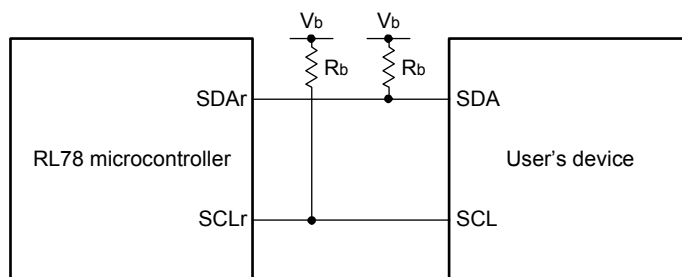 Vb Vb
Rb Rb
SDAr SDA
RL78 microcontroller User's device
SCLr SCL